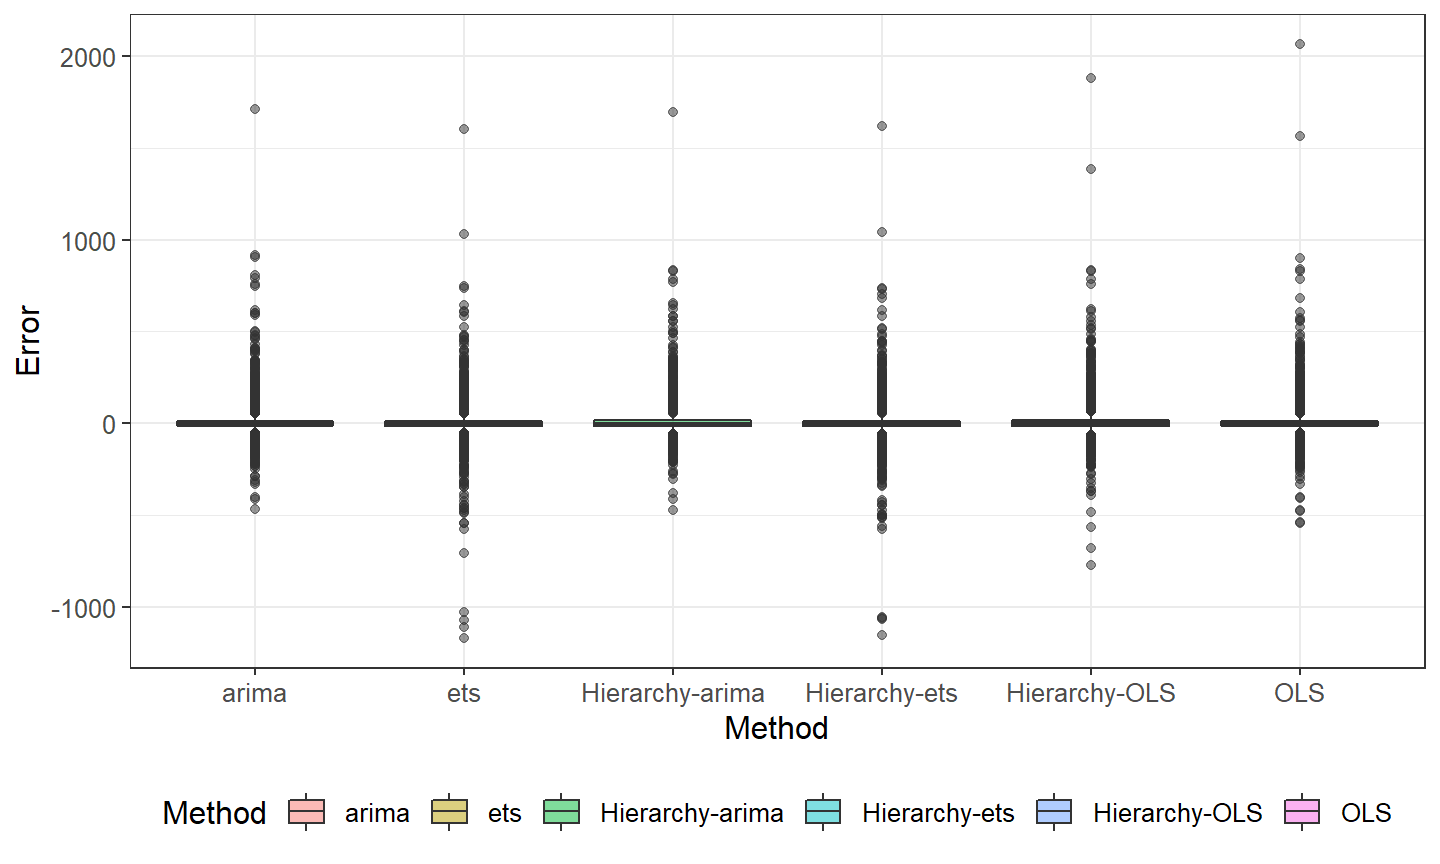 2000
1000
0
-1000
Error
arima ets Hierarchy-arima Hierarchy-ets Hierarchy-OLS OLS
Method
Method arima ets Hierarchy-arima Hierarchy-ets Hierarchy-OLS OLS